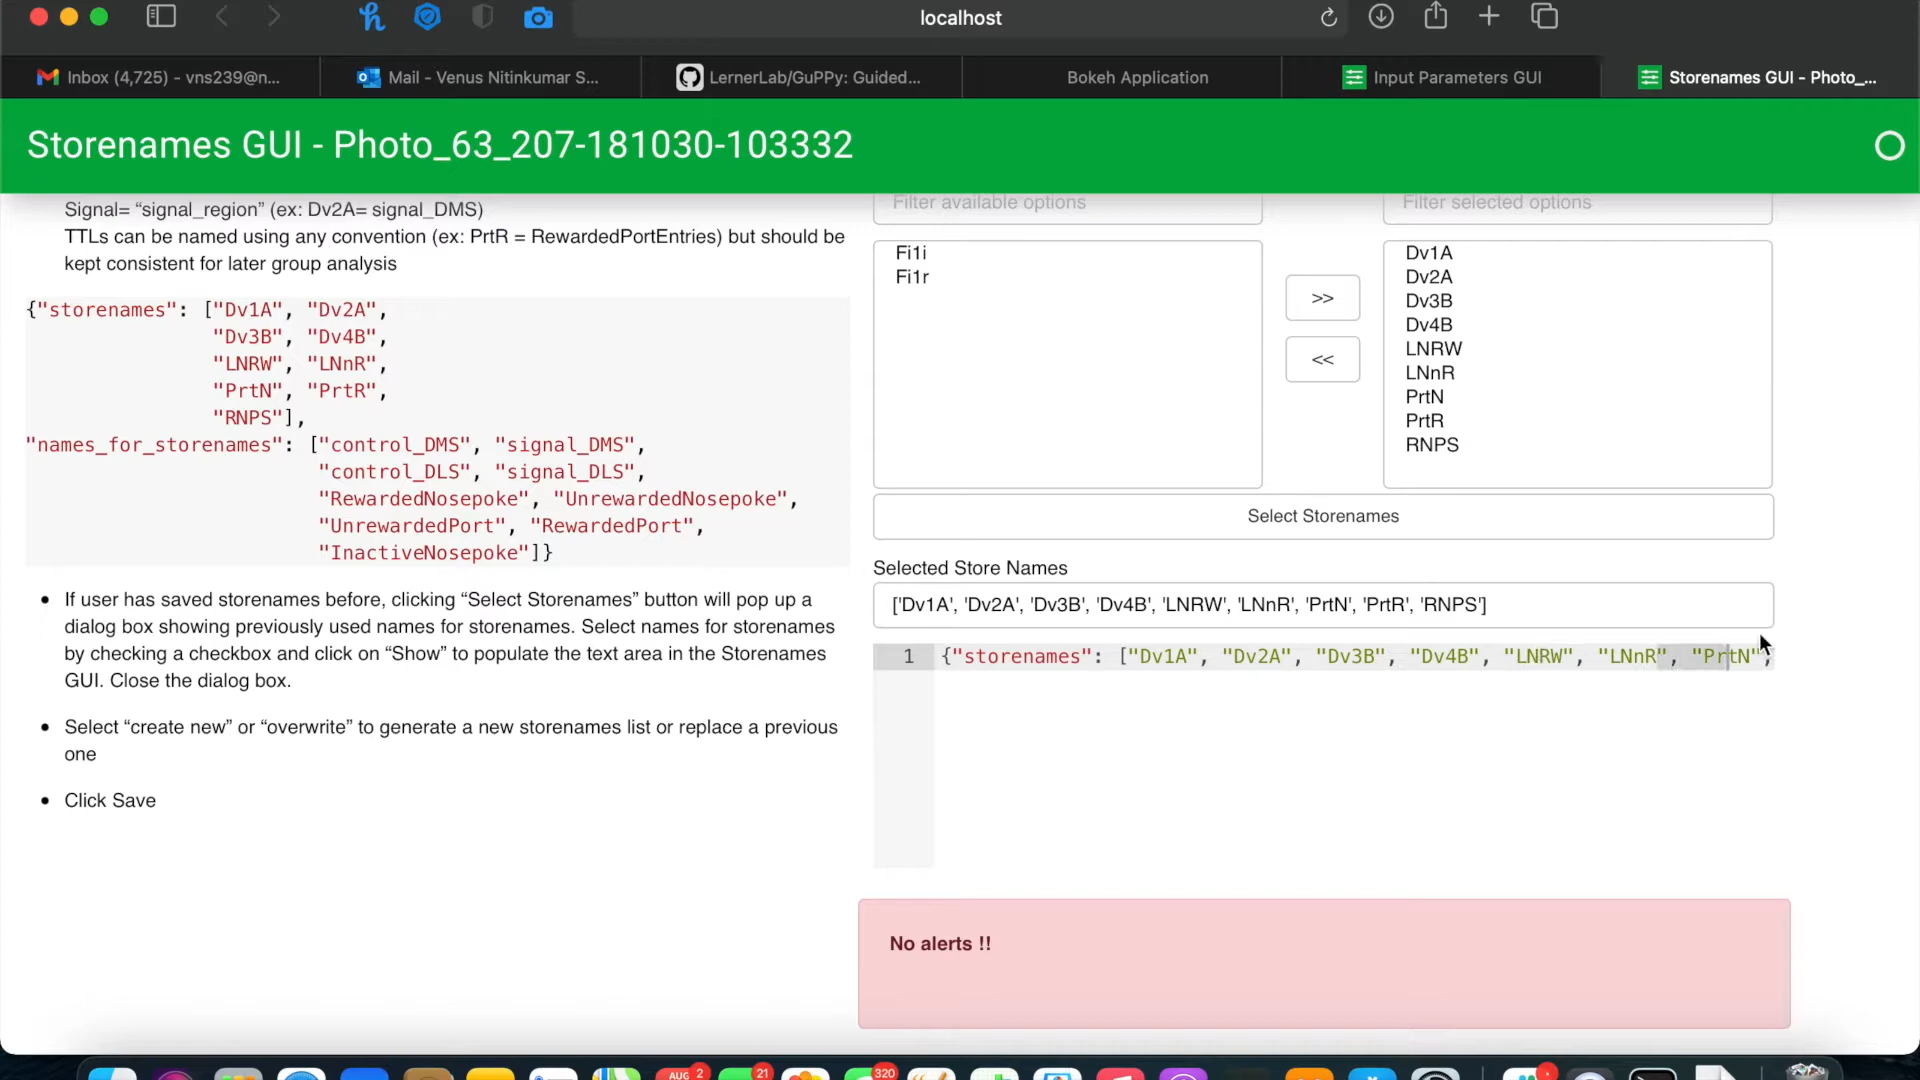 localhost
Inbox (4,725) - vns239@n...
Mail - Venus Nitinkumar S...
LernerLab/GuPPy: Guided...
Bokeh Application
Input Parameters GUI
Storenames GUI - Photo_...
Storenames GUI - Photo_63_207-181030-103332
Signal= “signal_region” (ex: Dv2A= signal_DMS)
TTLs can be named using any convention (ex: PrtR = RewardedPortEntries) but should be
kept consistent for later group analysis
{"storenames": ["Dv1A", "Dv2A",
"Dv3B", "Dv4B",
"LNRW", "LNnR",
"PrtN", "PrtR",
"RNPS"],
"names_for_storenames": ["control_DMS", "signal_DMS",
"control_DLS", "signal_DLS",
"RewardedNosepoke", "UnrewardedNosepoke",
"UnrewardedPort", "RewardedPort",
"InactiveNosepoke"]}
• If user has saved storenames before, clicking “Select Storenames” button will pop up a
dialog box showing previously used names for storenames. Select names for storenames
by checking a checkbox and click on “Show” to populate the text area in the Storenames
GUI. Close the dialog box.
• Select “create new” or “overwrite” to generate a new storenames list or replace a previous
one
• Click Save
Filter available options
Fi1i
Fi1r
>>
<<
Filter selected options
Dv1A
Dv2A
Dv3B
Dv4B
LNRW
LNnR
PrtN
PrtR
RNPS
Select Storenames
Selected Store Names
['Dv1A', 'Dv2A', 'Dv3B', 'Dv4B', 'LNRW', 'LNnR', 'PrtN', 'PrtR', 'RNPS']
1 {"storenames": ["Dv1A", "Dv2A", "Dv3B", "Dv4B", "LNRW", "LNnR", "PrtN",
No alerts !!
AUG 2
21
320